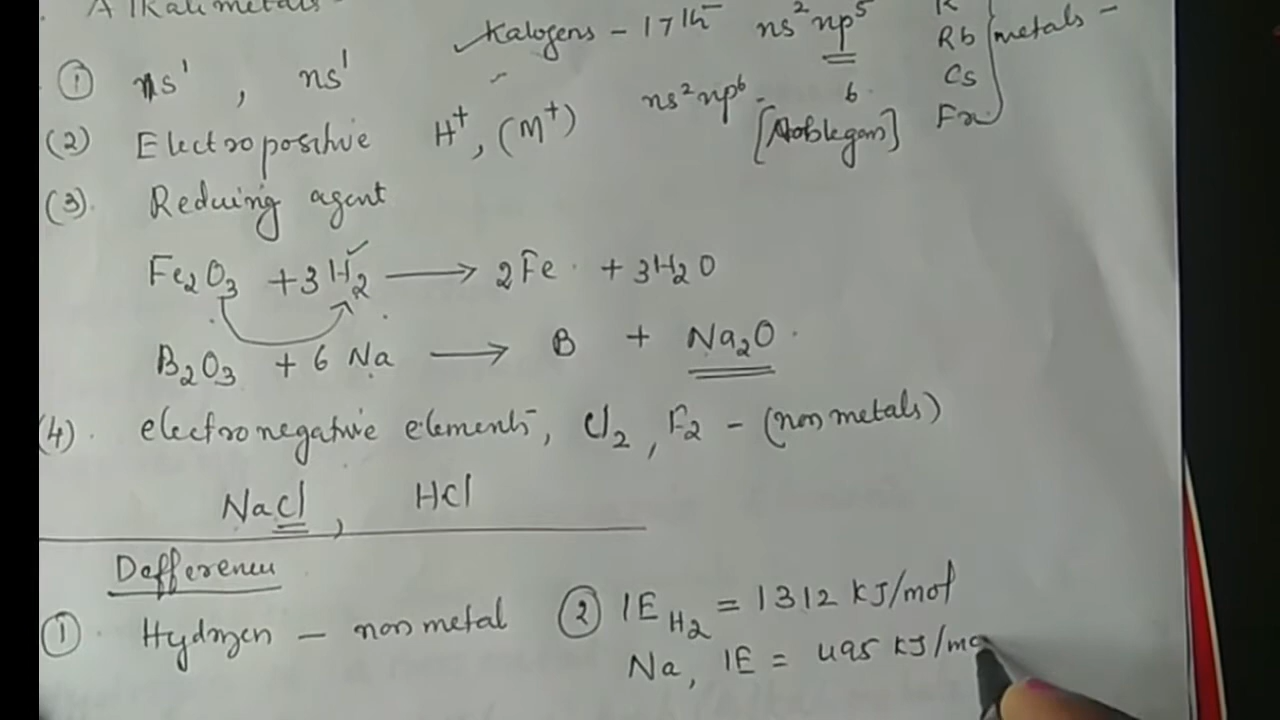 Alkali metals -
Halogens - 17th ns² np⁵
K
Rb
Cs
Fr
metals -
① ns¹ , ns¹
ns² np⁶ - 6
[Noble gas]
(2) Electropositive H⁺, (M⁺)
(3). Reducing agent
Fe₂O₃ + 3H₂ ⟶ 2Fe + 3H₂O
B₂O₃ + 6 Na ⟶ B + Na₂O.
(4). electronegative elements, Cl₂, F₂ - (non metals)
NaCl, HCl
Difference
①. Hydrogen - non metal
② IE H₂ = 1312 KJ/mol
Na, IE = 495 KJ/mo